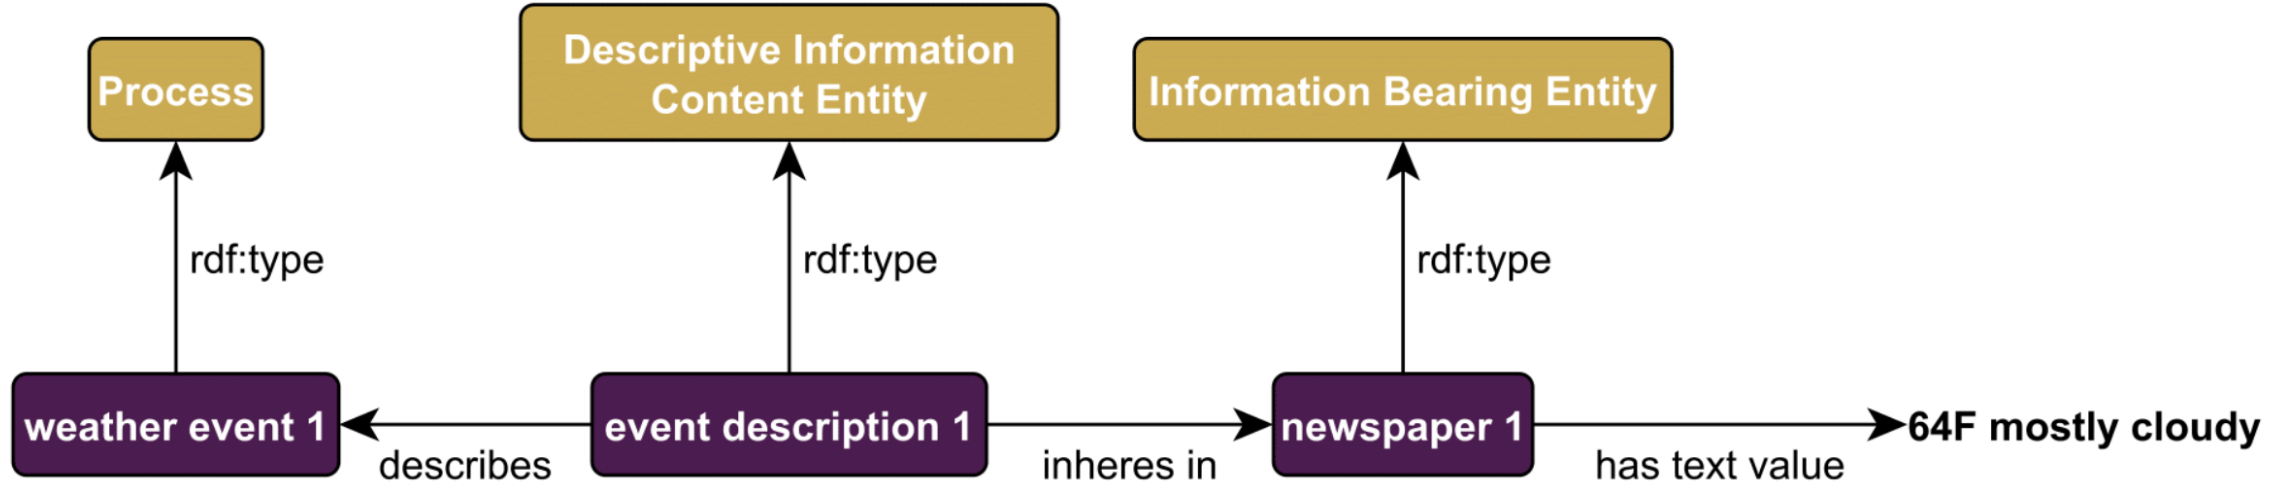 Process
Descriptive Information
Content Entity
Information Bearing Entity
rdf:type
rdf:type
rdf:type
weather event 1
describes
event description 1
inheres in
newspaper 1
has text value
64F mostly cloudy